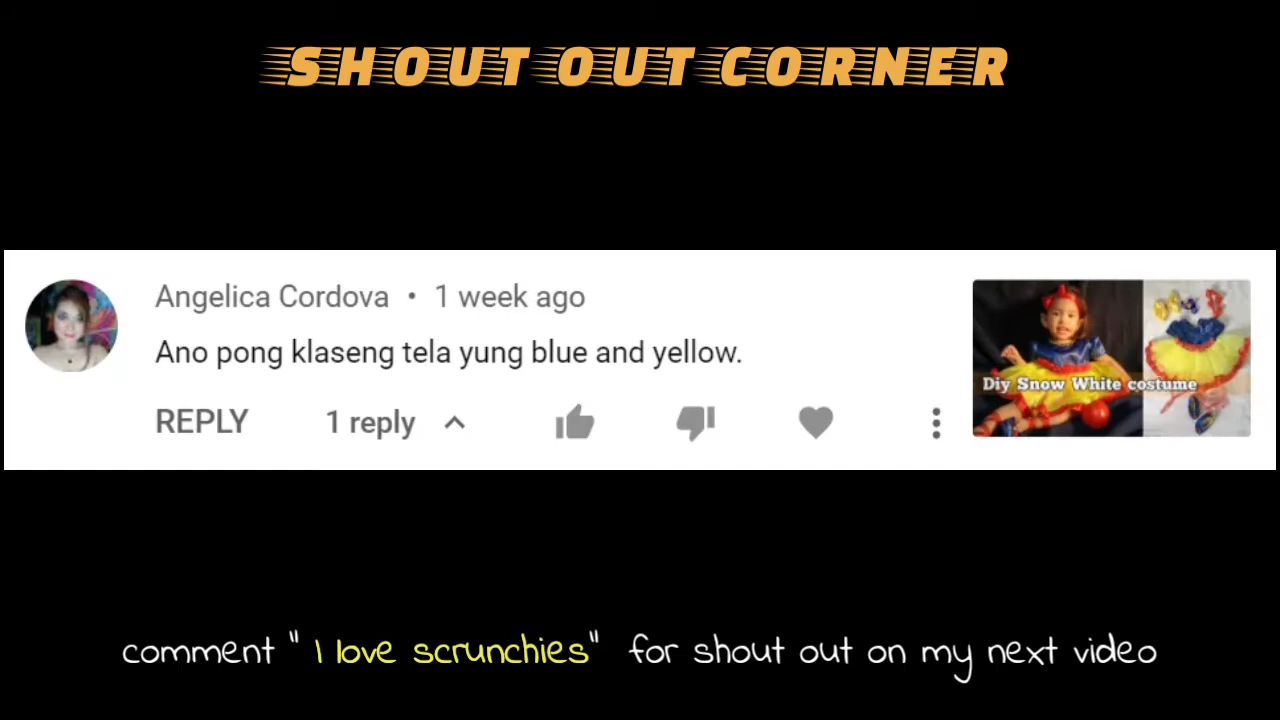 SHOUT OUT CORNER
Angelica Cordova • 1 week ago
Ano pong klaseng tela yung blue and yellow.
REPLY 1 reply
Diy Snow White costume
comment " I love scrunchies" for shout out on my next video